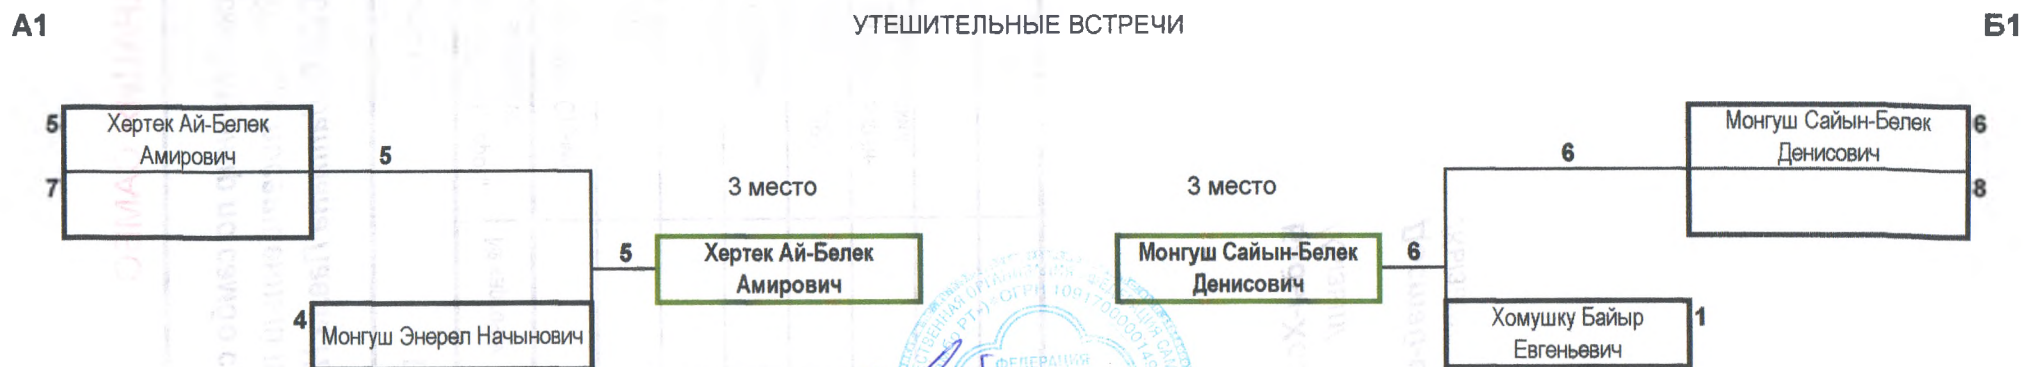 А1
УТЕШИТЕЛЬНЫЕ ВСТРЕЧИ
Б1
5
Хертек Ай-Белек
Амирович
7
5
3 место
5
Хертек Ай-Белек
Амирович
4
Монгуш Энерел Начынович
3 место
Монгуш Сайын-Белек
Денисович
6
6
Монгуш Сайын-Белек
Денисович
6
8
Хомушку Байыр
Евгеньевич
1
ФЕДЕРАЦИЯ